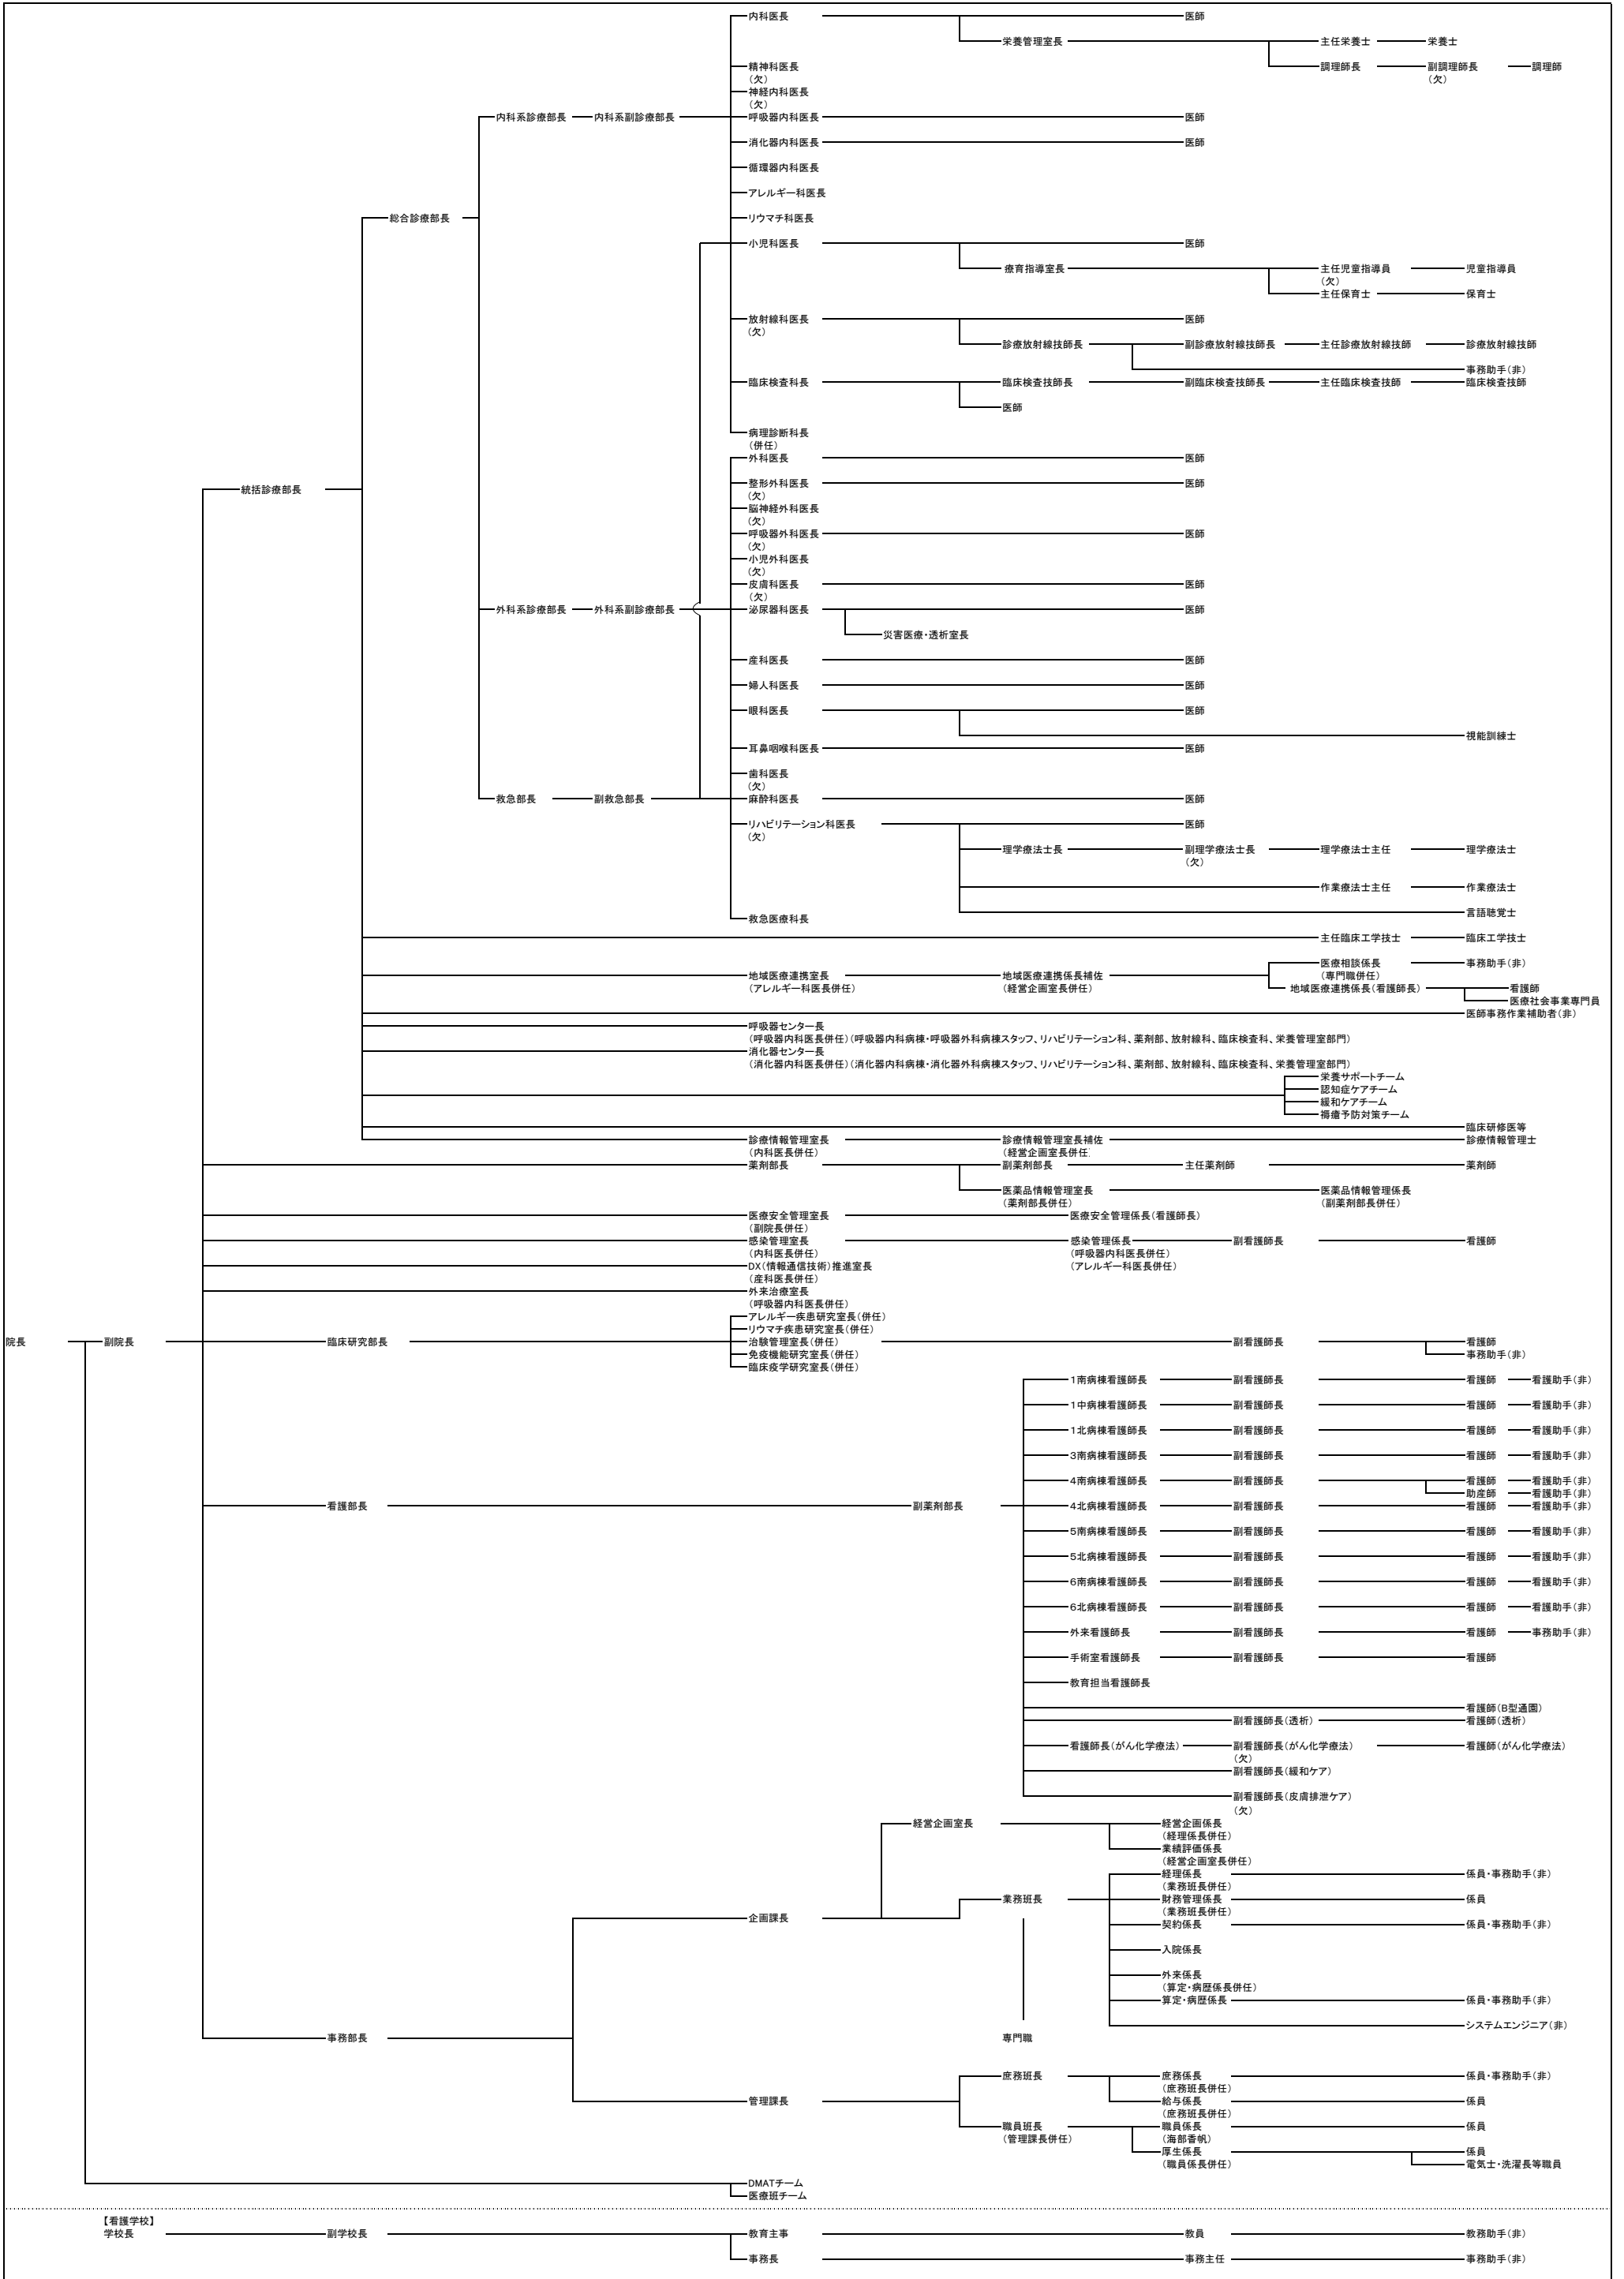 内科医長 医師
栄養管理室長 主任栄養士 栄養士
精神科医長 調理師長 副調理師長 調理師
(欠) (欠)
神経内科医長
(欠)
内科系診療部長 内科系副診療部長 呼吸器内科医長 医師
消化器内科医長 医師
循環器内科医長
アレルギー科医長
総合診療部長 リウマチ科医長
小児科医長 医師
療育指導室長 主任児童指導員 児童指導員
(欠)
主任保育士 保育士
放射線科医長 医師
(欠)
診療放射線技師長 副診療放射線技師長 主任診療放射線技師 診療放射線技師
事務助手(非)
臨床検査科長 臨床検査技師長 副臨床検査技師長 主任臨床検査技師 臨床検査技師
医師
病理診断科長
(併任)
外科医長 医師
統括診療部長 整形外科医長 医師
(欠)
脳神経外科医長
(欠)
呼吸器外科医長 医師
(欠)
小児外科医長
(欠)
皮膚科医長 医師
(欠)
外科系診療部長 外科系副診療部長 泌尿器科医長 医師
災害医療・透析室長
産科医長 医師
婦人科医長 医師
眼科医長 医師
視能訓練士
耳鼻咽喉科医長 医師
歯科医長
(欠)
救急部長 副救急部長 麻酔科医長 医師
リハビリテーション科医長 医師
(欠)
理学療法士長 副理学療法士長 理学療法士主任 理学療法士
(欠)
作業療法士主任 作業療法士
救急医療科長 言語聴覚士
主任臨床工学技士 臨床工学技士
医療相談係長 事務助手(非)
地域医療連携室長 地域医療連携係長補佐 (専門職併任)
(アレルギー科医長併任) (経営企画室長併任) 地域医療連携係長(看護師長) 看護師
医療社会事業専門員
医師事務作業補助者(非)
呼吸器センター長
(呼吸器内科医長併任)(呼吸器内科病棟・呼吸器外科病棟スタッフ、リハビリテーション科、薬剤部、放射線科、臨床検査科、栄養管理室部門)
消化器センター長
(消化器内科医長併任)(消化器内科病棟・消化器外科病棟スタッフ、リハビリテーション科、薬剤部、放射線科、臨床検査科、栄養管理室部門)
栄養サポートチーム
認知症ケアチーム
緩和ケアチーム
褥瘡予防対策チーム
臨床研修医等
診療情報管理室長 診療情報管理室長補佐 診療情報管理士
(内科医長併任) (経営企画室長併任)
薬剤部長 副薬剤部長 主任薬剤師 薬剤師
医薬品情報管理室長 医薬品情報管理係長
(薬剤部長併任) (副薬剤部長併任)
医療安全管理室長 医療安全管理係長(看護師長)
(副院長併任)
感染管理室長 感染管理係長 副看護師長 看護師
(内科医長併任) (呼吸器内科医長併任)
DX(情報通信技術)推進室長 (アレルギー科医長併任)
(産科医長併任)
外来治療室長
(呼吸器内科医長併任)
アレルギー疾患研究室長(併任)
リウマチ疾患研究室長(併任)
院長 副院長 臨床研究部長 治験管理室長(併任) 副看護師長 看護師
免疫機能研究室長(併任) 事務助手(非)
臨床疫学研究室長(併任)
1南病棟看護師長 副看護師長 看護師 看護助手(非)
1中病棟看護師長 副看護師長 看護師 看護助手(非)
1北病棟看護師長 副看護師長 看護師 看護助手(非)
3南病棟看護師長 副看護師長 看護師 看護助手(非)
4南病棟看護師長 副看護師長 看護師 看護助手(非)
助産師 看護助手(非)
看護部長 副薬剤部長 4北病棟看護師長 副看護師長 看護師 看護助手(非)
5南病棟看護師長 副看護師長 看護師 看護助手(非)
5北病棟看護師長 副看護師長 看護師 看護助手(非)
6南病棟看護師長 副看護師長 看護師 看護助手(非)
6北病棟看護師長 副看護師長 看護師 看護助手(非)
外来看護師長 副看護師長 看護師 事務助手(非)
手術室看護師長 副看護師長 看護師
教育担当看護師長
看護師(B型通園)
副看護師長(透析) 看護師(透析)
看護師長(がん化学療法) 副看護師長(がん化学療法) 看護師(がん化学療法)
(欠)
副看護師長(緩和ケア)
副看護師長(皮膚排泄ケア)
(欠)
経営企画室長 経営企画係長
(経理係長併任)
業績評価係長
(経営企画室長併任)
経理係長 係員・事務助手(非)
(業務班長併任)
業務班長 財務管理係長 係員
(業務班長併任)
企画課長 契約係長 係員・事務助手(非)
入院係長
外来係長
(算定・病歴係長併任)
算定・病歴係長 係員・事務助手(非)
システムエンジニア(非)
事務部長 専門職
庶務班長 庶務係長 係員・事務助手(非)
(庶務班長併任)
管理課長 給与係長 係員
(庶務班長併任)
職員班長 職員係長 係員
(管理課長併任) (海部香帆)
厚生係長 係員
(職員係長併任) 電気士・洗濯長等職員
DMATチーム
医療班チーム
【看護学校】
学校長 副学校長 教育主事 教員 教務助手(非)
事務長 事務主任 事務助手(非)